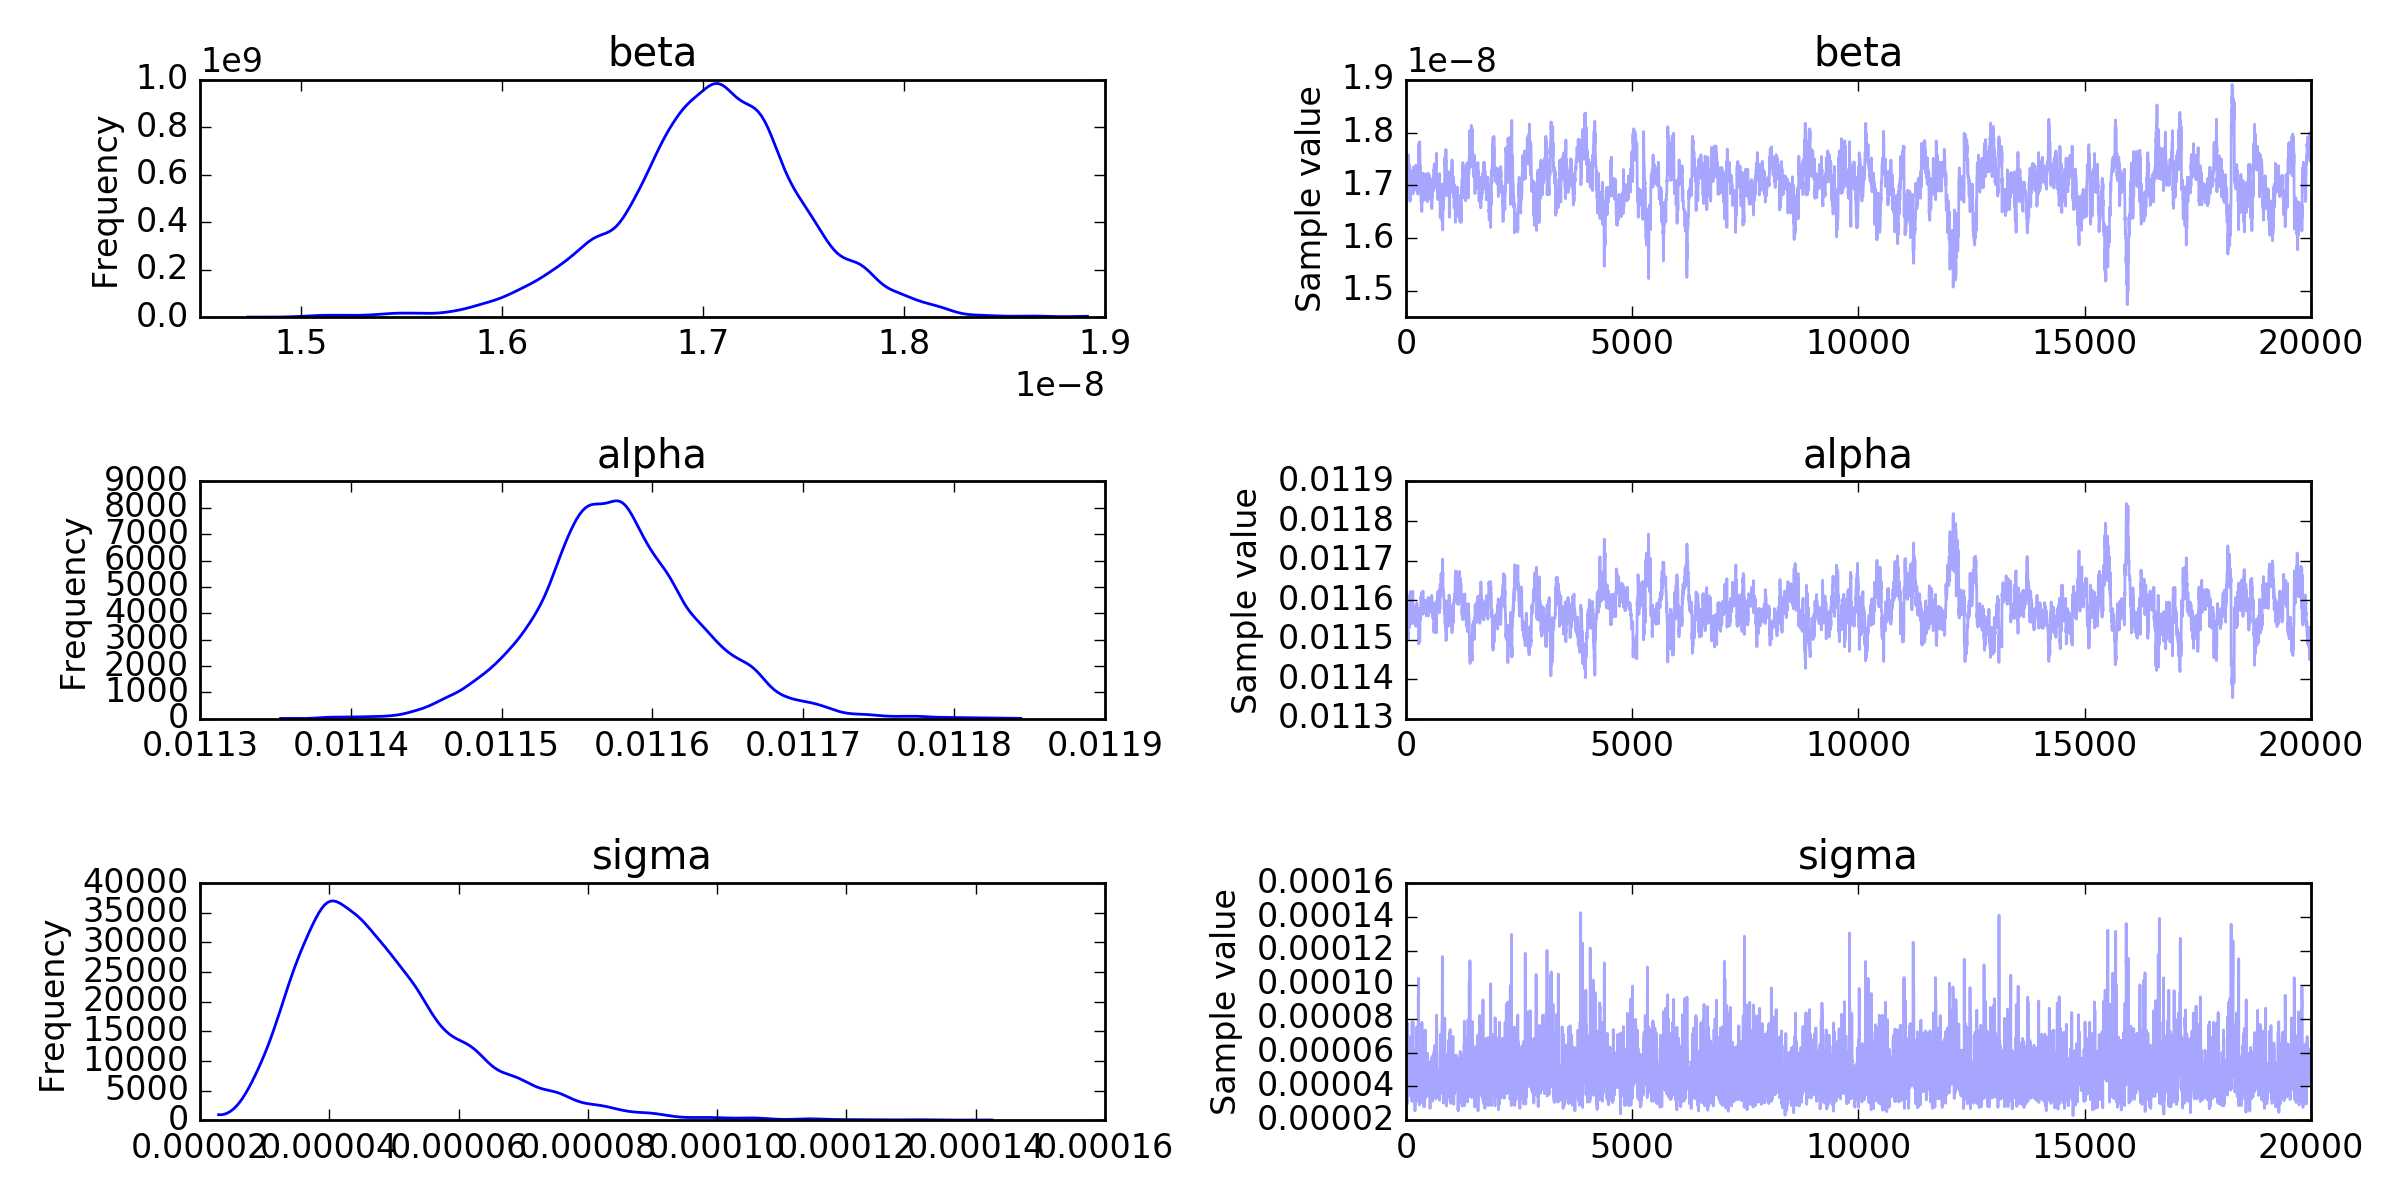 beta
1e9
Frequency
1.0
0.8
0.6
0.4
0.2
0.0
1.5 1.6 1.7 1.8 1.9
1e−8
beta
1e−8
Sample value
1.9
1.8
1.7
1.6
1.5
0 5000 10000 15000 20000
alpha
Frequency
9000
8000
7000
6000
5000
4000
3000
2000
1000
0
0.0113 0.0114 0.0115 0.0116 0.0117 0.0118 0.0119
alpha
Sample value
0.0119
0.0118
0.0117
0.0116
0.0115
0.0114
0.0113
0 5000 10000 15000 20000
sigma
Frequency
40000
35000
30000
25000
20000
15000
10000
5000
0
0.00002 0.00004 0.00006 0.00008 0.00010 0.00012 0.00014 0.00016
sigma
Sample value
0.00016
0.00014
0.00012
0.00010
0.00008
0.00006
0.00004
0.00002
0 5000 10000 15000 20000